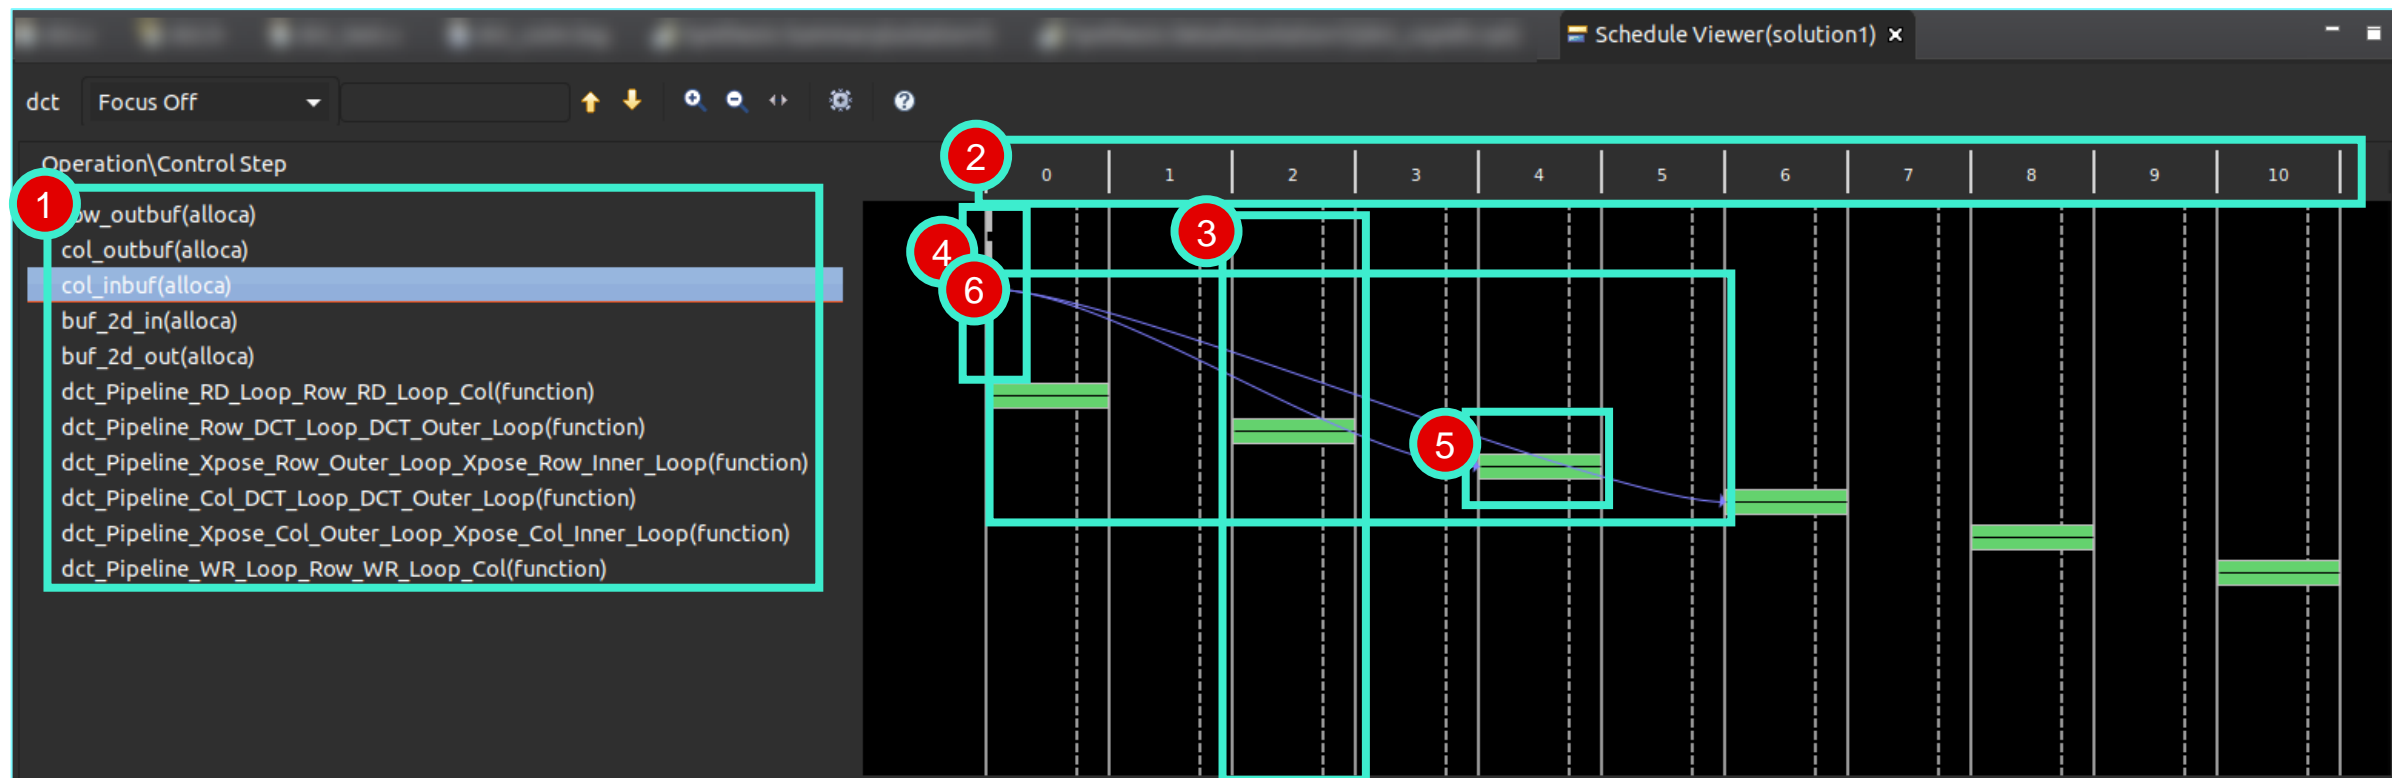 Schedule Viewer(solution1)
dct Focus Off
Operation\Control Step
0 1 2 3 4 5 6 7 8 9 10
2
1
ow_outbuf(alloca)
3
col_outbuf(alloca)
4
col_inbuf(alloca)
6
buf_2d_in(alloca)
buf_2d_out(alloca)
dct_Pipeline_RD_Loop_Row_RD_Loop_Col(function)
dct_Pipeline_Row_DCT_Loop_DCT_Outer_Loop(function)
5
dct_Pipeline_Xpose_Row_Outer_Loop_Xpose_Row_Inner_Loop(function)
dct_Pipeline_Col_DCT_Loop_DCT_Outer_Loop(function)
dct_Pipeline_Xpose_Col_Outer_Loop_Xpose_Col_Inner_Loop(function)
dct_Pipeline_WR_Loop_Row_WR_Loop_Col(function)